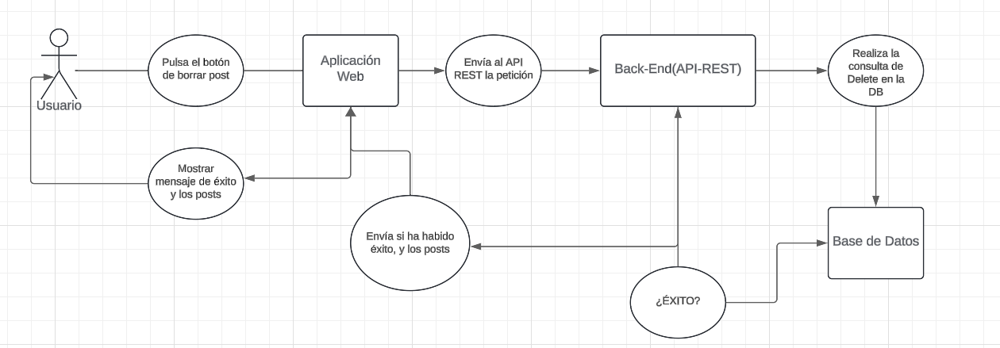 Usuario
Pulsa el botón
de borrar post
Aplicación
Web
Envía al API
REST la petición
Back-End(API-REST)
Realiza la
consulta de
Delete en la
DB
Mostrar
mensaje de éxito
y los posts
Envía si ha habido
éxito, y los posts
Base de Datos
¿ÉXITO?